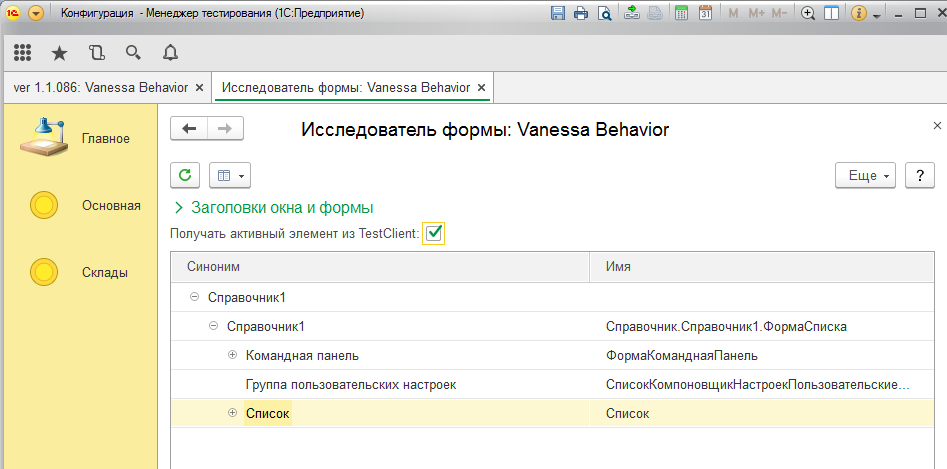 Конфигурация - Менеджер тестирования (1С:Предприятие)
M M+ M-
31
ver 1.1.086: Vanessa Behavior
Исследователь формы: Vanessa Behavior
Главное
Основная
Склады
Исследователь формы: Vanessa Behavior
Еще
?
Заголовки окна и формы
Получать активный элемент из TestClient:
Синоним Имя
Справочник1
Справочник1 Справочник.Справочник1.ФормаСписка
Командная панель ФормаКоманднаяПанель
Группа пользовательских настроек СписокКомпоновщикНастроекПользовательские...
Список Список